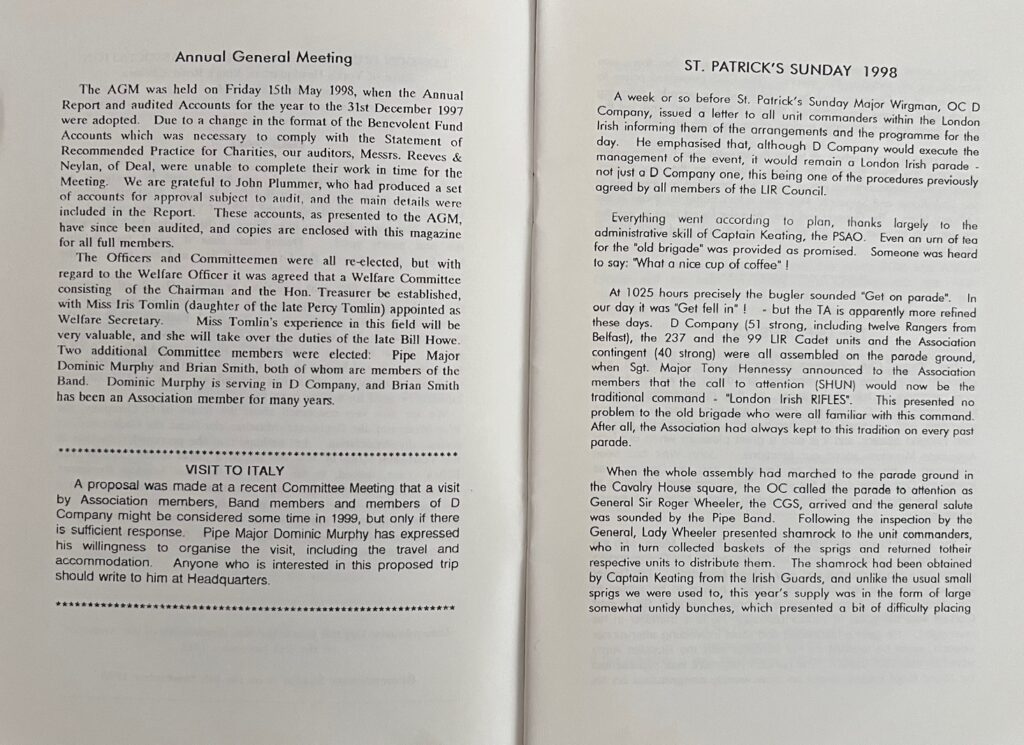 Annual General Meeting
The AGM was held on Friday 15th May 1998, when the Annual
Report and audited Accounts for the year to the 31st December 1997
were adopted. Due to a change in the format of the Benevolent Fund
Accounts which was necessary to comply with the Statement of
Recommended Practice for Charities, our auditors, Messrs. Reeves &
Neylan, of Deal, were unable to complete their work in time for the
Meeting. We are grateful to John Plummer, who had produced a set
of accounts for approval subject to audit, and the main details were
included in the Report. These accounts, as presented to the AGM,
have since been audited, and copies are enclosed with this magazine
for all full members.
The Officers and Committeemen were all re-elected, but with
regard to the Welfare Officer it was agreed that a Welfare Committee
consisting of the Chairman and the Hon. Treasurer be established,
with Miss Iris Tomlin (daughter of the late Percy Tomlin) appointed as
Welfare Secretary. Miss Tomlin's experience in this field will be
very valuable, and she will take over the duties of the late Bill Howe.
Two additional Committee members were elected: Pipe Major
Dominic Murphy and Brian Smith, both of whom are members of the
Band. Dominic Murphy is serving in D Company, and Brian Smith
has been an Association member for many years.
VISIT TO ITALY
A proposal was made at a recent Committee Meeting that a visit
by Association members, Band members and members of D
Company might be considered some time in 1999, but only if there
is sufficient response. Pipe Major Dominic Murphy has expressed
his willingness to organise the visit, including the travel and
accommodation. Anyone who is interested in this proposed trip
should write to him at Headquarters.
ST. PATRICK'S SUNDAY 1998
A week or so before St. Patrick's Sunday Major Wirgman, OC D
Company, issued a letter to all unit commanders within the London
Irish informing them of the arrangements and the programme for the
day. He emphasised that, although D Company would execute the
management of the event, it would remain a London Irish parade -
not just a D Company one, this being one of the procedures previously
agreed by all members of the LIR Council.
Everything went according to plan, thanks largely to the
administrative skill of Captain Keating, the PSAO. Even an urn of tea
for the "old brigade" was provided as promised. Someone was heard
to say: "What a nice cup of coffee" !
At 1025 hours precisely the bugler sounded "Get on parade". In
our day it was "Get fell in" ! - but the TA is apparently more refined
these days. D Company (51 strong, including twelve Rangers from
Belfast), the 237 and the 99 LIR Cadet units and the Association
contingent (40 strong) were all assembled on the parade ground,
when Sgt. Major Tony Hennessy announced to the Association
members that the call to attention (SHUN) would now be the
traditional command - "London Irish RIFLES". This presented no
problem to the old brigade who were all familiar with this command.
After all, the Association had always kept to this tradition on every past
parade.
When the whole assembly had marched to the parade ground in
the Cavalry House square, the OC called the parade to attention as
General Sir Roger Wheeler, the CGS, arrived and the general salute
was sounded by the Pipe Band. Following the inspection by the
General, Lady Wheeler presented shamrock to the unit commanders,
who in turn collected baskets of the sprigs and returned totheir
respective units to distribute them. The shamrock had been obtained
by Captain Keating from the Irish Guards, and unlike the usual small
sprigs we were used to, this year's supply was in the form of large
somewhat untidy bunches, which presented a bit of difficulty placing